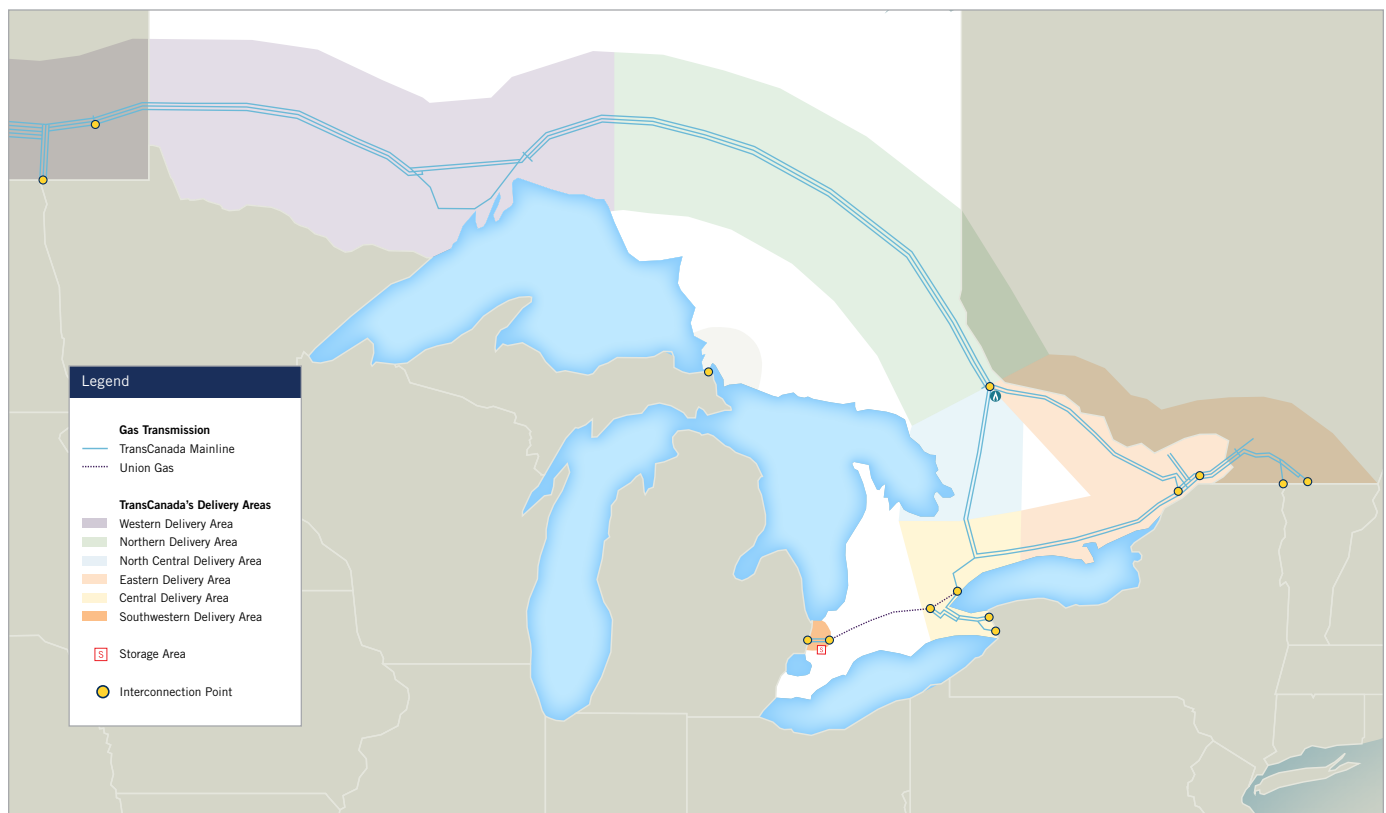 Legend
Gas Transmission
TransCanada Mainline
Union Gas
TransCanada's Delivery Areas
Western Delivery Area
Northern Delivery Area
North Central Delivery Area
Eastern Delivery Area
Central Delivery Area
Southwestern Delivery Area
S Storage Area
Interconnection Point
S